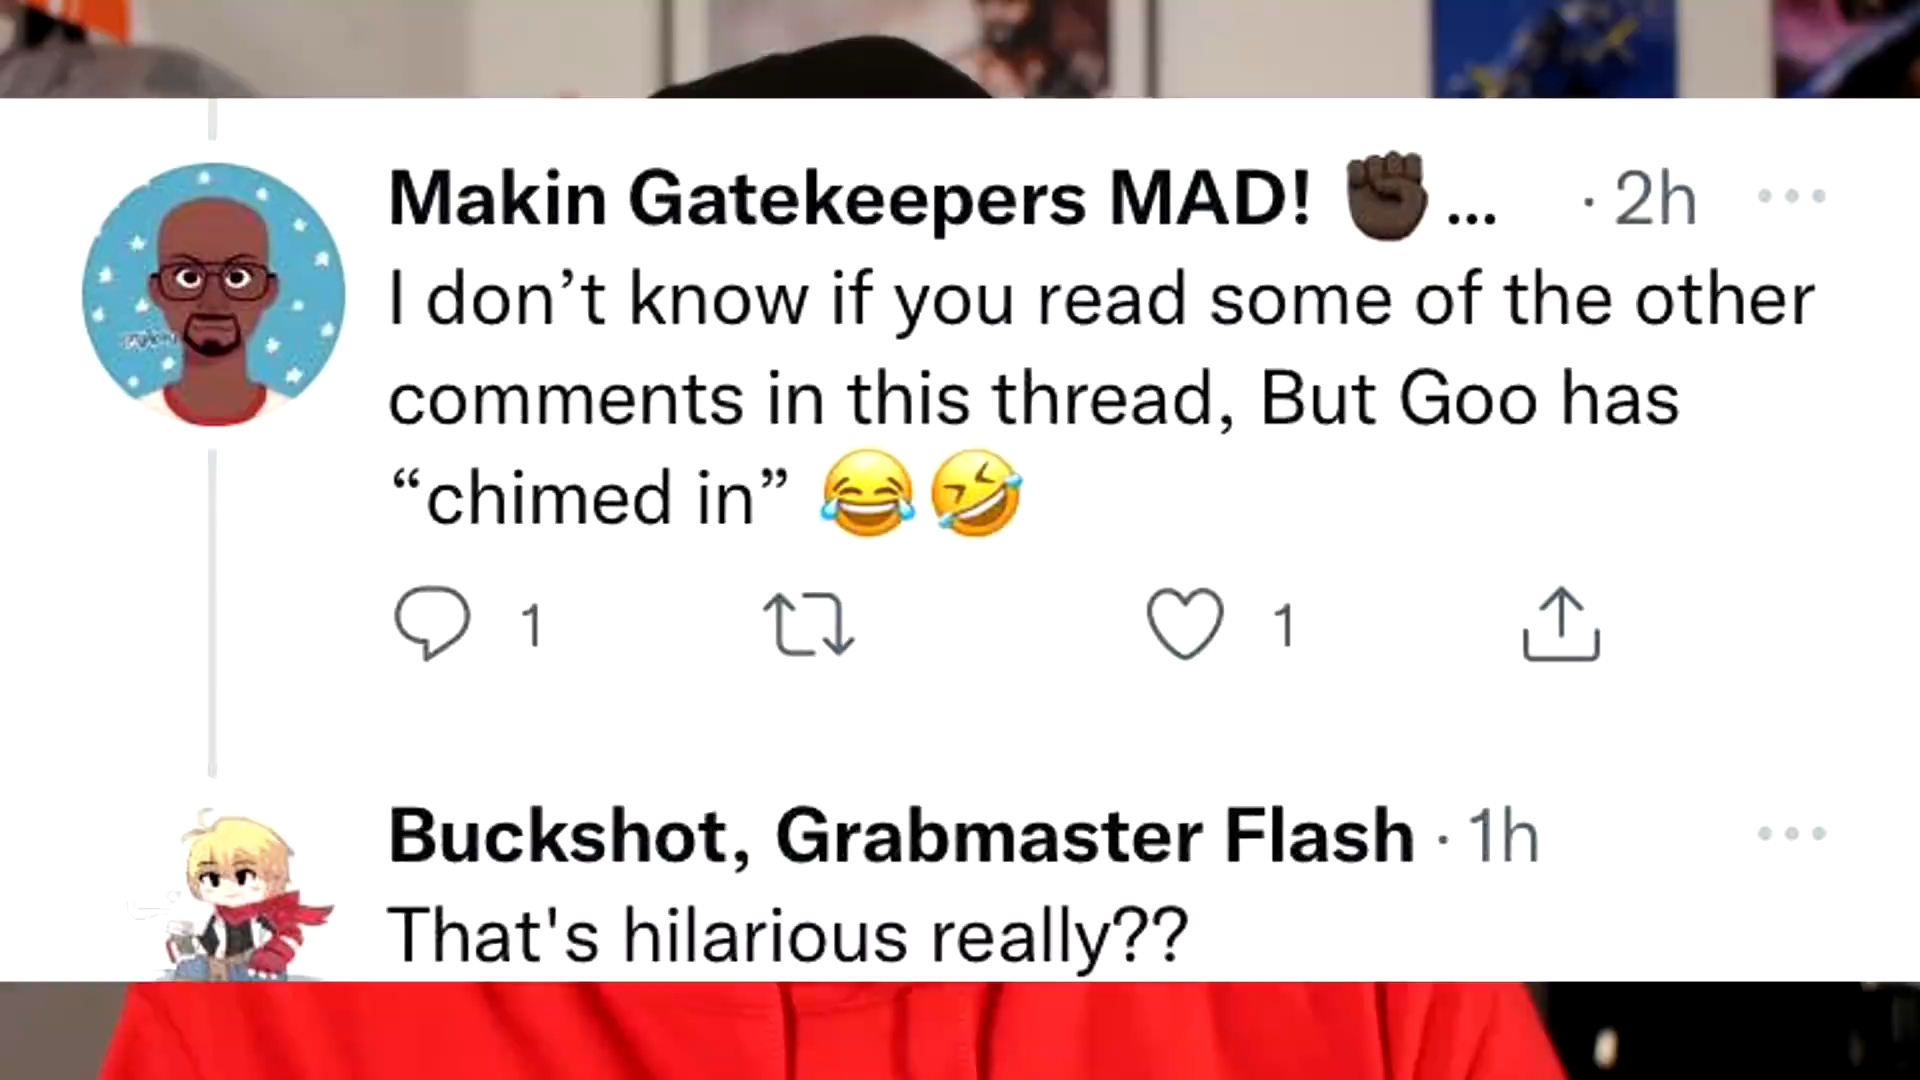 Makin Gatekeepers MAD! ✊🏿... · 2h
I don’t know if you read some of the other
comments in this thread, But Goo has
“chimed in” 😂🤣
1 1
Buckshot, Grabmaster Flash · 1h
That's hilarious really??